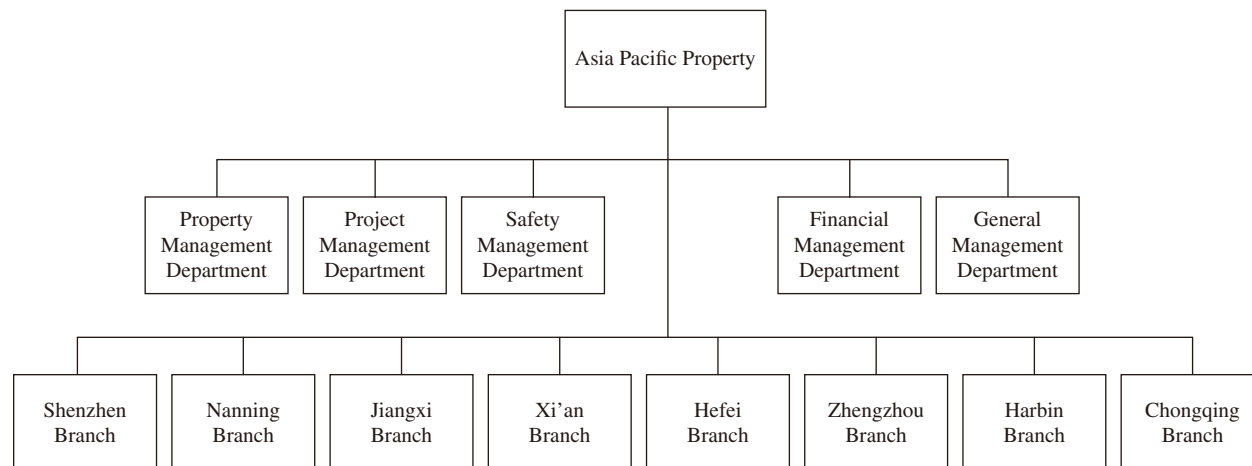 Asia Pacific Property
Property
Management
Department
Project
Management
Department
Safety
Management
Department
Financial
Management
Department
General
Management
Department
Shenzhen
Branch
Nanning
Branch
Jiangxi
Branch
Xi’an
Branch
Hefei
Branch
Zhengzhou
Branch
Harbin
Branch
Chongqing
Branch